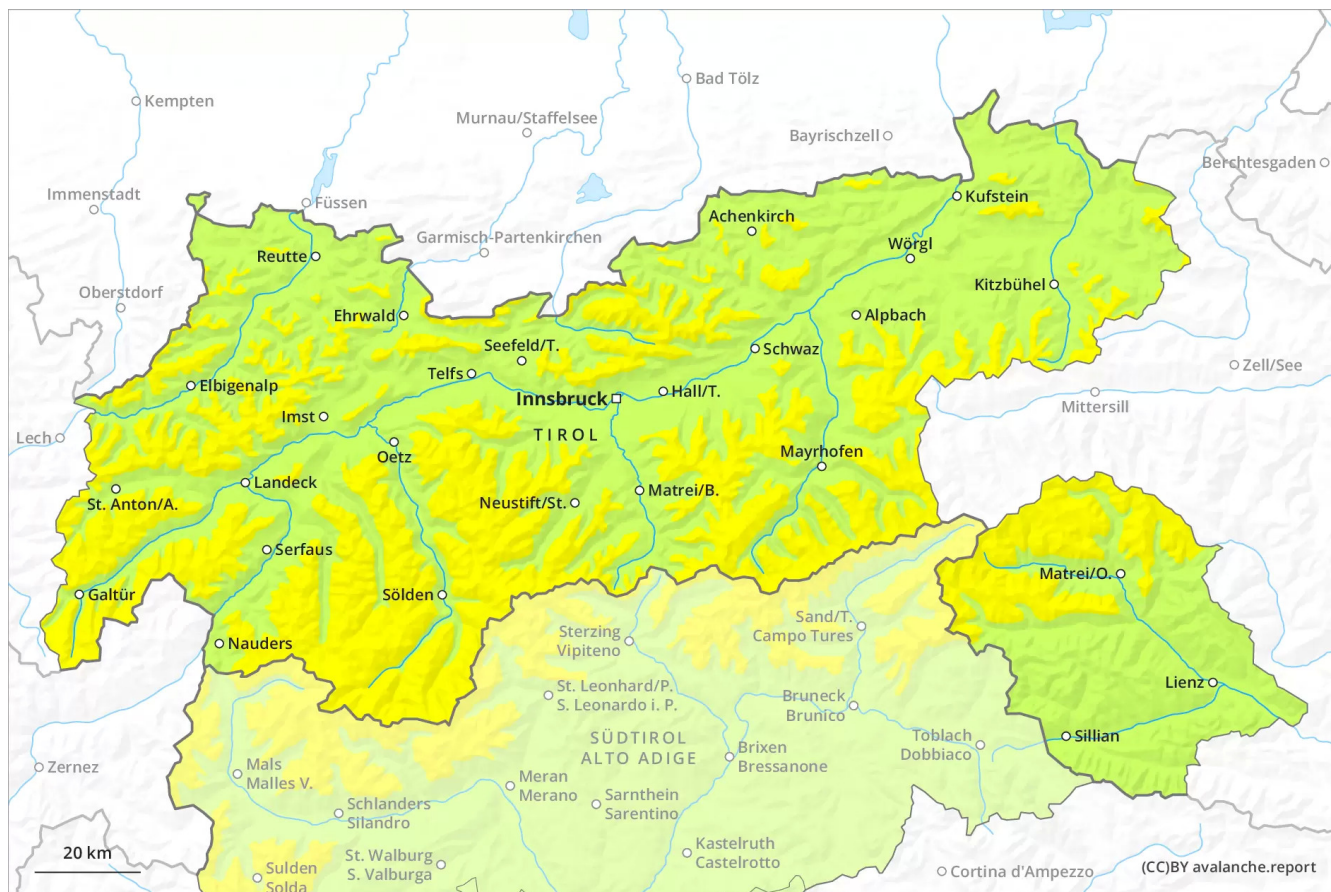 Bad Tölz
Kempten
Murnau/Staffelsee
Bayrischzell
Berchtesgaden
Immenstadt
Füssen
Kufstein
Achenkirch
Garmisch-Partenkirchen
Wörgl
Reutte
Kitzbühel
Oberstdorf
Ehrwald
Alpbach
Seefeld/T.
Schwaz
Zell/See
Telfs
Elbigenalp
Hall/T.
Innsbruck
Mittersill
Imst
Lech
TIROL
Oetz
Mayrhofen
Landeck
Matrei/B.
St. Anton/A.
Neustift/St.
Serfaus
Matrei/O.
Galtür
Sölden
Sand/T.
Campo Tures
Sterzing
Vipiteno
Nauders
Lienz
St. Leonhard/P.
S. Leonardo i. P.
Bruneck
Brunico
SÜDTIROL
ALTO ADIGE
Toblach
Dobbiaco
Sillian
Brixen
Bressanone
Mals
Malles V.
Zernez
Meran
Merano
Schlanders
Silandro
Sarnthein
Sarentino
Kastelruth
Castelrotto
20 km
St. Walburg
S. Valburga
Sulden
Solda
Cortina d'Ampezzo
(CC)BY avalanche.report